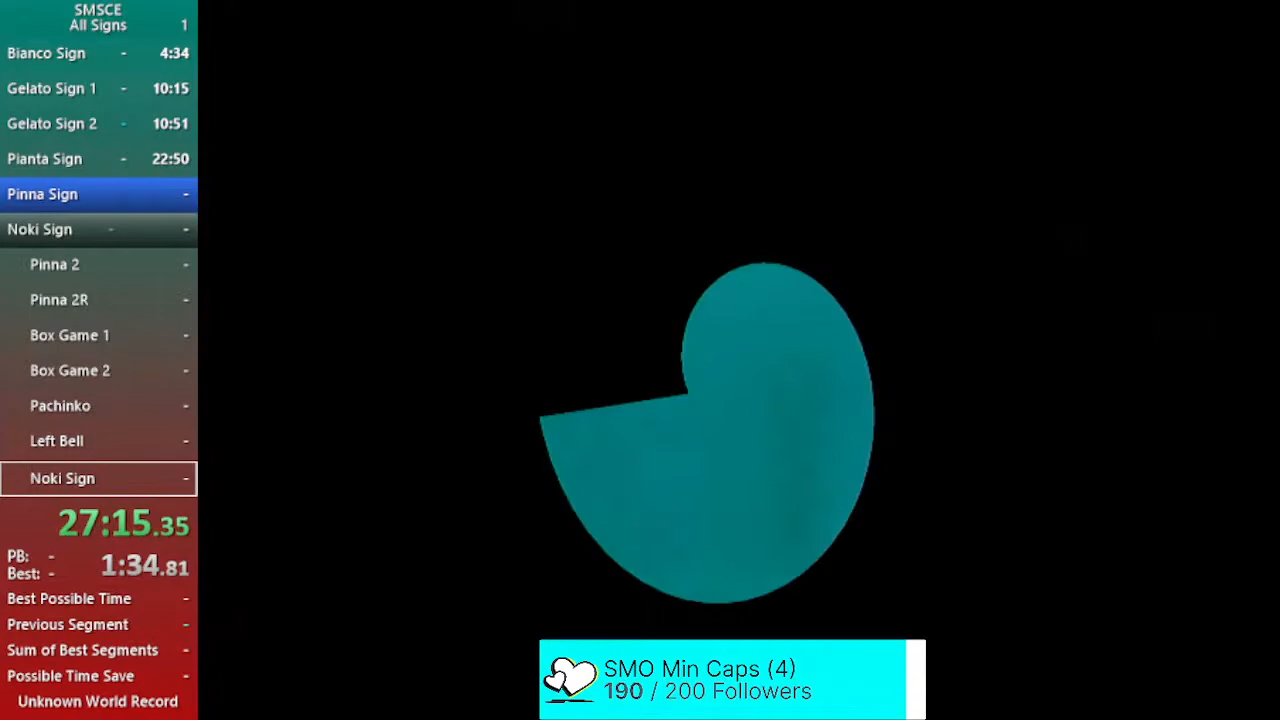 SMSCE
All Signs 1
Bianco Sign - 4:34
Gelato Sign 1 - 10:15
Gelato Sign 2 - 10:51
Pianta Sign - 22:50
Pinna Sign -
Noki Sign - -
Pinna 2 -
Pinna 2R -
Box Game 1 -
Box Game 2 -
Pachinko -
Left Bell -
Noki Sign -
27:15.35
PB: -
Best: - 1:34.81
Best Possible Time -
Previous Segment -
Sum of Best Segments -
Possible Time Save -
Unknown World Record
SMO Min Caps (4)
190 / 200 Followers